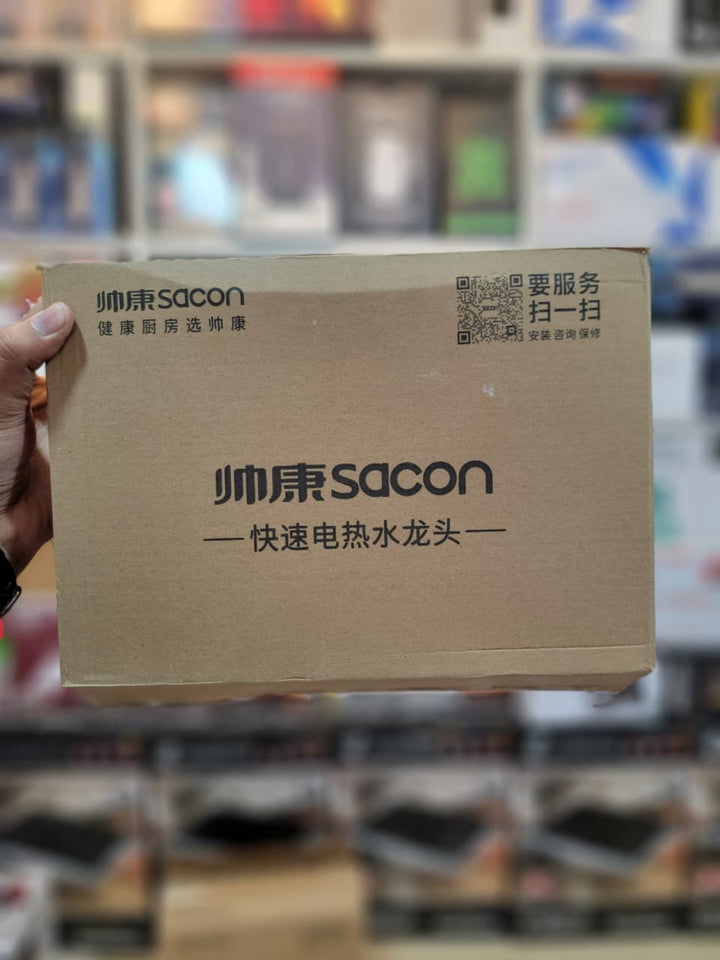 帅康sacon
健康厨房选帅康
要服务
扫一扫
安装 咨询 保修
帅康sacon
快速电热水龙头